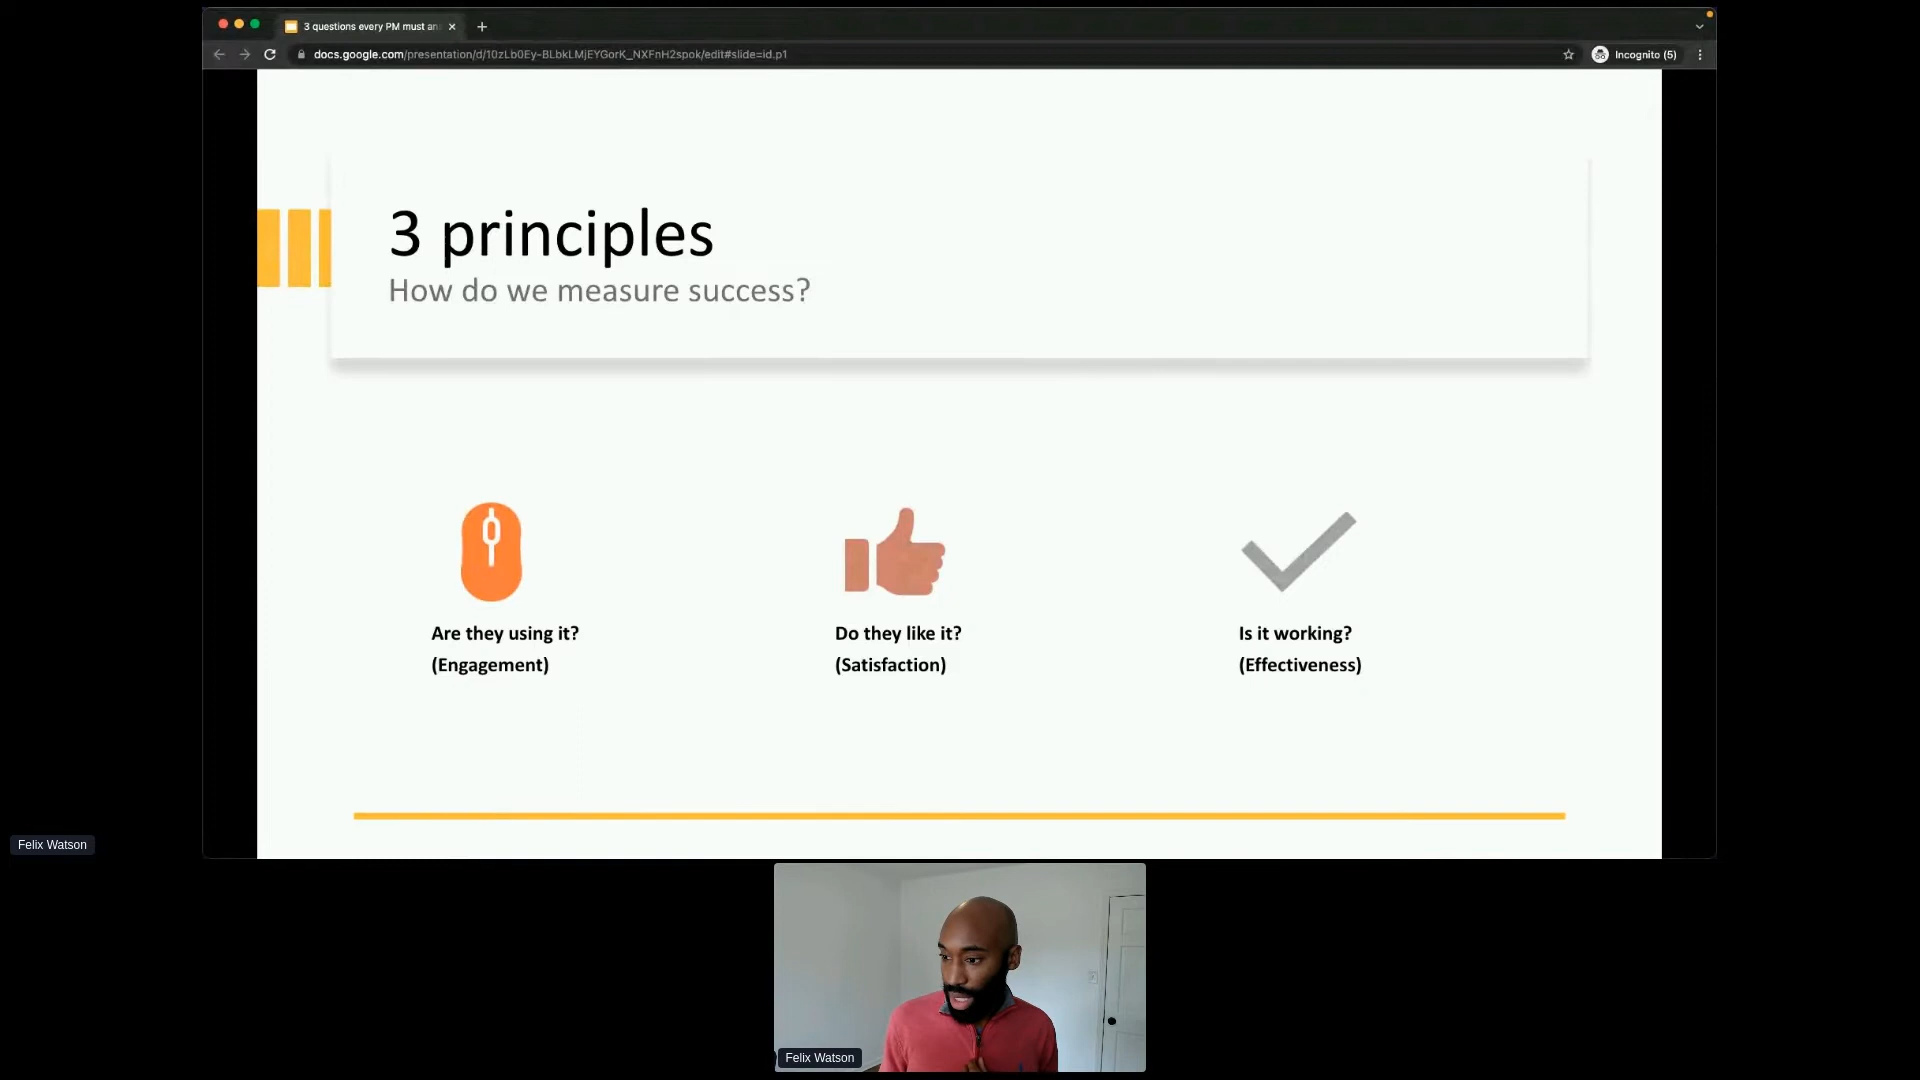 3 questions every PM must an
docs.google.com/presentation/d/10zLb0Ey-BLbkLMjEYGorK_NXFnH2spok/edit#slide=id.p1
Incognito (5)
3 principles
How do we measure success?
Are they using it?
(Engagement)
Do they like it?
(Satisfaction)
Is it working?
(Effectiveness)
Felix Watson
Felix Watson